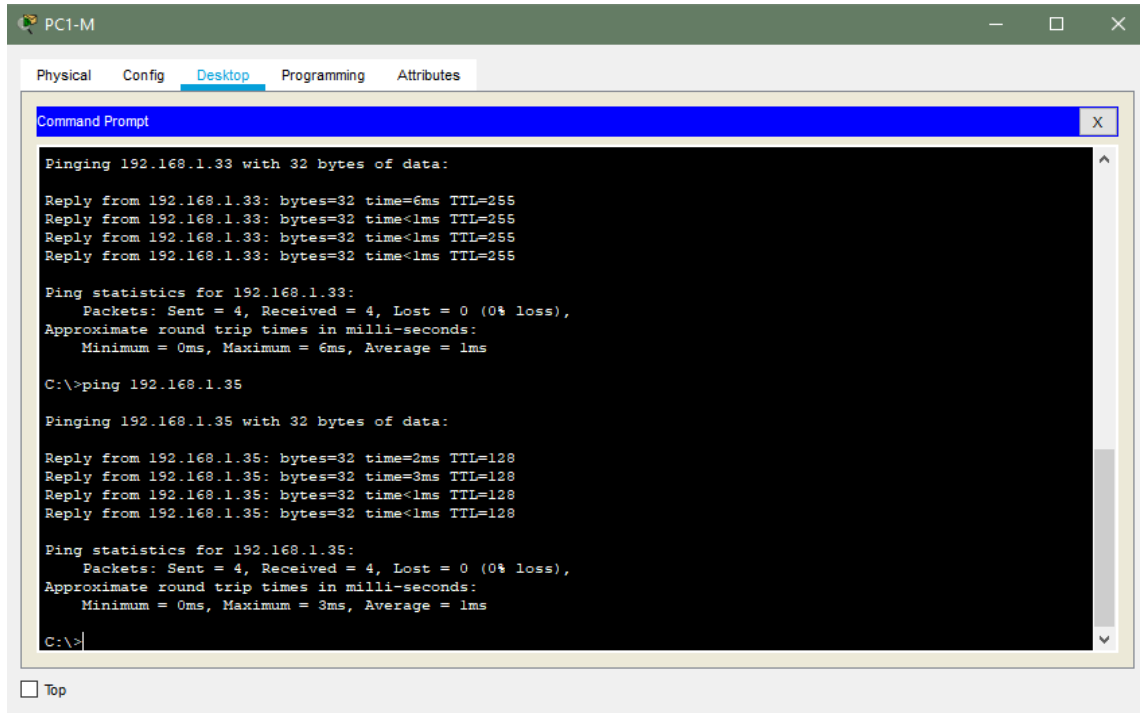 PC1-M
Physical Config Desktop Programming Attributes
Command Prompt
X
Pinging 192.168.1.33 with 32 bytes of data:
Reply from 192.168.1.33: bytes=32 time=6ms TTL=255
Reply from 192.168.1.33: bytes=32 time<1ms TTL=255
Reply from 192.168.1.33: bytes=32 time<1ms TTL=255
Reply from 192.168.1.33: bytes=32 time<1ms TTL=255
Ping statistics for 192.168.1.33:
Packets: Sent = 4, Received = 4, Lost = 0 (0% loss),
Approximate round trip times in milli-seconds:
Minimum = 0ms, Maximum = 6ms, Average = 1ms
C:\>ping 192.168.1.35
Pinging 192.168.1.35 with 32 bytes of data:
Reply from 192.168.1.35: bytes=32 time=2ms TTL=128
Reply from 192.168.1.35: bytes=32 time=3ms TTL=128
Reply from 192.168.1.35: bytes=32 time<1ms TTL=128
Reply from 192.168.1.35: bytes=32 time<1ms TTL=128
Ping statistics for 192.168.1.35:
Packets: Sent = 4, Received = 4, Lost = 0 (0% loss),
Approximate round trip times in milli-seconds:
Minimum = 0ms, Maximum = 3ms, Average = 1ms
C:\>
Top